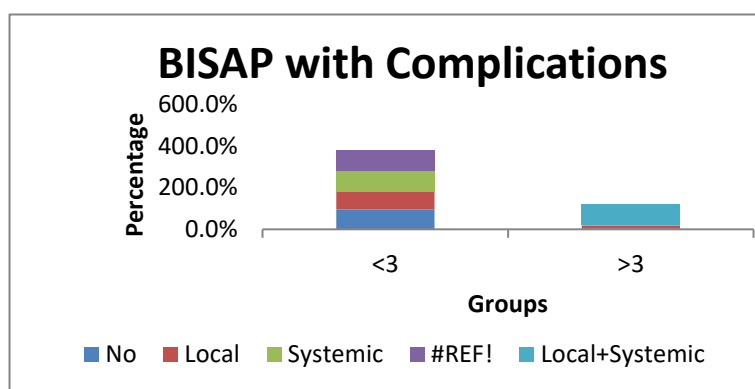 BISAP with Complications
600.0%
400.0%
200.0%
0.0%
Percentage
<3
>3
Groups
No Local Systemic #REF! Local+Systemic